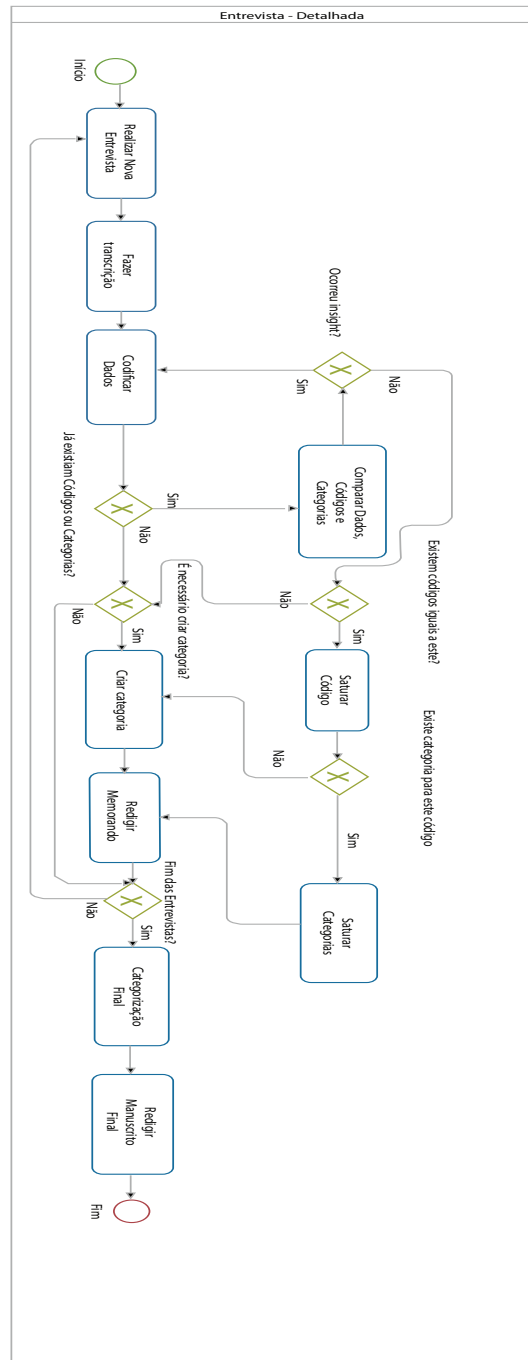 Entrevista - Detalhada
Início
Realizar Nova
Entrevista
Fazer
transcrição
Codificar
Dados
Já existiam Códigos ou Categorias?
Sim
Não
Comparar Dados,
Códigos e
Categorias
Ocorreu insight?
Sim
Não
Existem códigos iguais a este?
Sim
Não
Saturar
Código
Existe categoria para este código
Sim
Não
Saturar
Categorias
É necessário criar categoria?
Sim
Não
Criar categoria
Redigir
Memorando
Fim das Entrevistas?
Sim
Não
Categorização
Final
Redigir
Manuscrito
Final
Fim